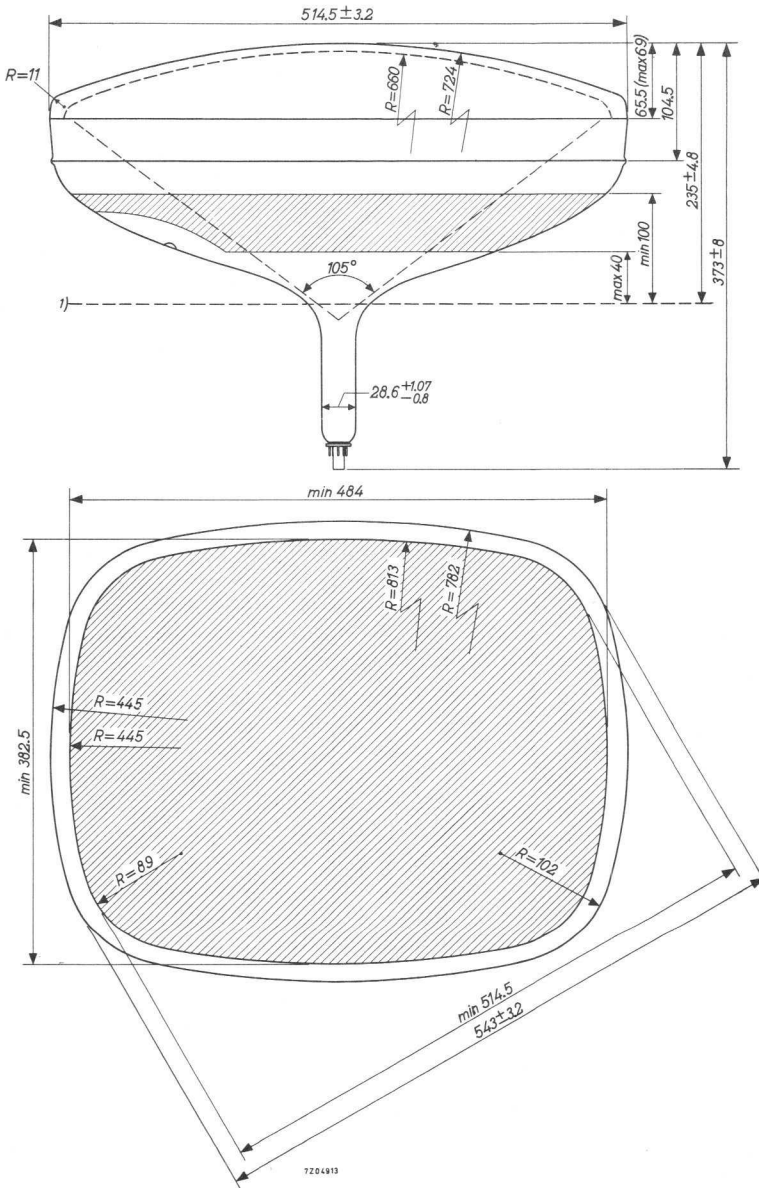 514.5±3.2
R=11
R=660
R=724
65.5 (max69)
104.5
235±4.8
373±8
min 100
max 40
105°
1)
28.6 +1.07 -0.8
min 484
R=813
R=782
R=445
R=445
min 382.5
R=89
R=102
min 514.5
543±3.2
7Z04913